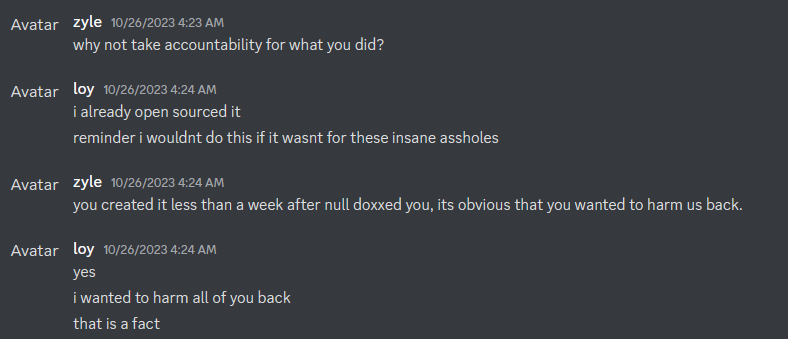 Avatar
zyle 10/26/2023 4:23 AM
why not take accountability for what you did?
Avatar
loy 10/26/2023 4:24 AM
i already open sourced it
reminder i wouldnt do this if it wasnt for these insane assholes
Avatar
zyle 10/26/2023 4:24 AM
you created it less than a week after null doxxed you, its obvious that you wanted to harm us back.
Avatar
loy 10/26/2023 4:24 AM
yes
i wanted to harm all of you back
that is a fact